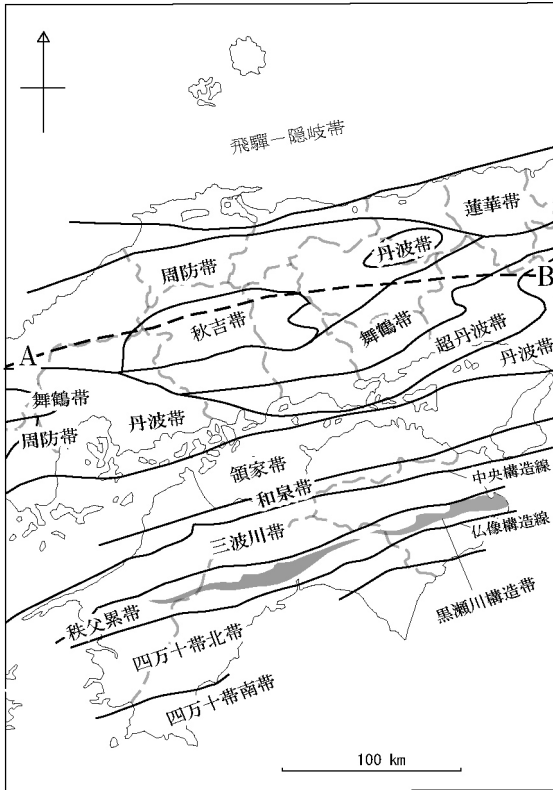 飛驒－隠岐帯
蓮華帯
丹波帯
周防帯
B
秋吉帯
A
舞鶴帯
超丹波帯
丹波帯
舞鶴帯
周防帯
丹波帯
領家帯
中央構造線
和泉帯
仏像構造線
三波川帯
黒瀬川構造帯
秩父累帯
四万十帯北帯
四万十帯南帯
100 km